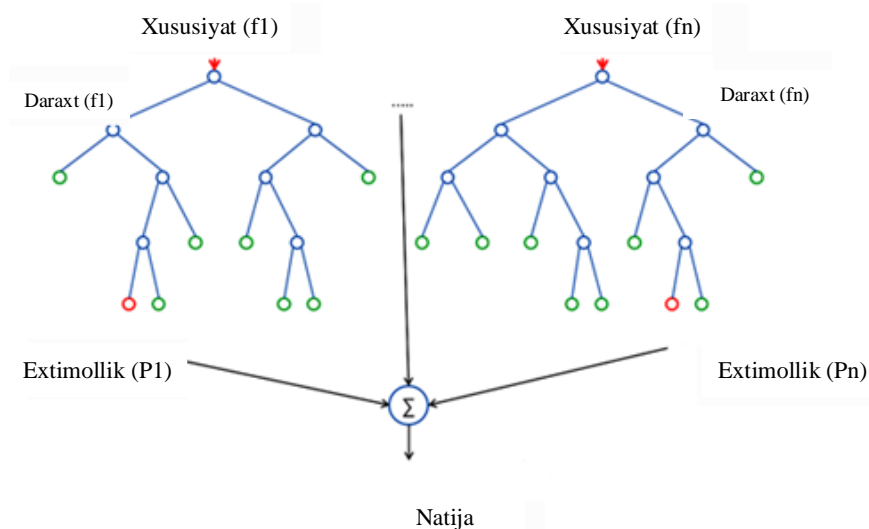 Xususiyat (f1)
Xususiyat (fn)
Daraxt (f1)
.....
Daraxt (fn)
Extimollik (P1)
Extimollik (Pn)
Σ
Natija